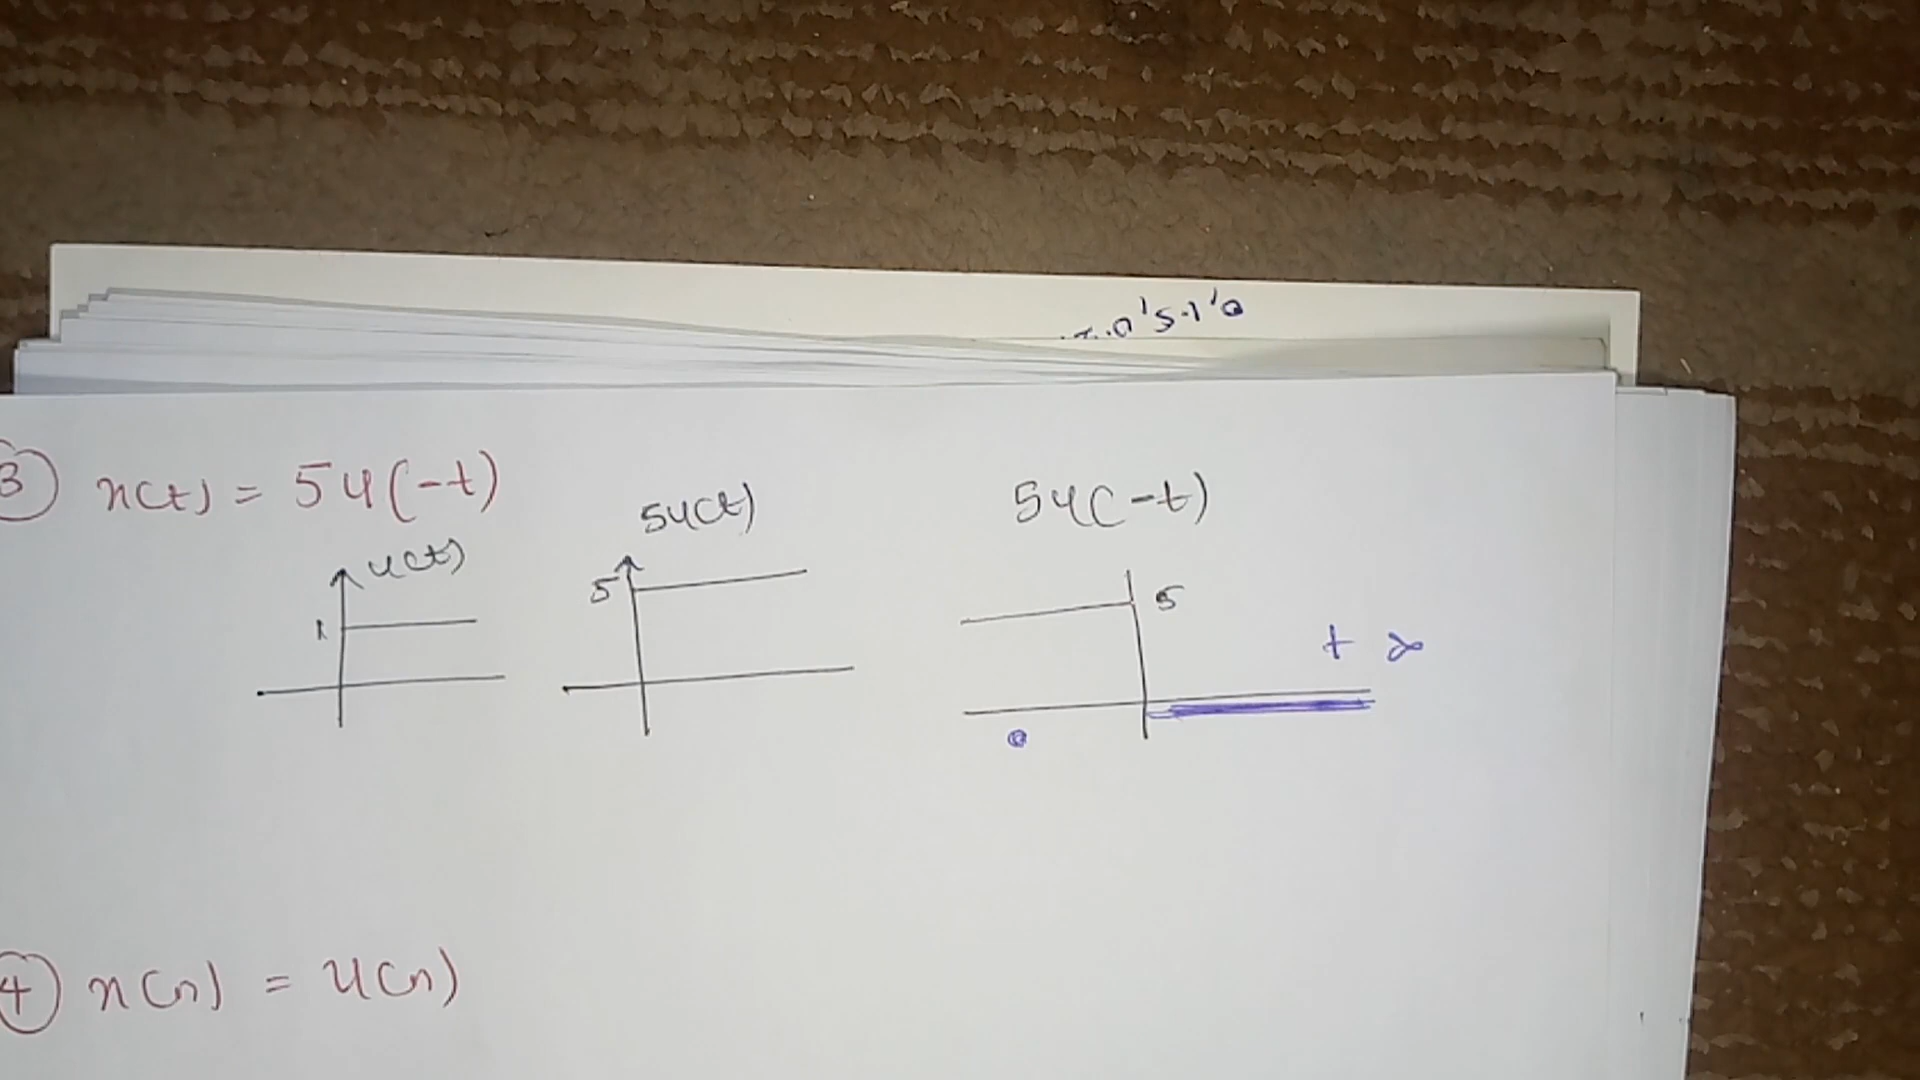 ③ x(t) = 5u(-t)
u(t)
1
5u(t)
5
5u(-t)
5
+ ∞
④ x(n) = u(n)